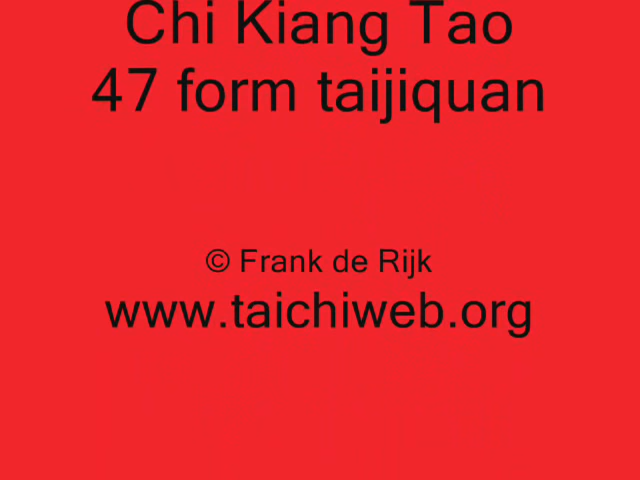 Chi Kiang Tao
47 form taijiquan
© Frank de Rijk
www.taichiweb.org